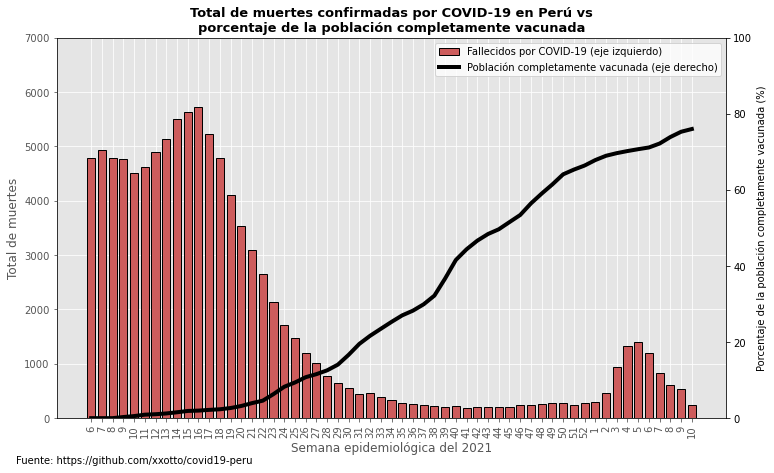 Total de muertes confirmadas por COVID-19 en Perú vs
porcentaje de la población completamente vacunada
Fallecidos por COVID-19 (eje izquierdo)
Población completamente vacunada (eje derecho)
Total de muertes
7000
6000
5000
4000
3000
2000
1000
0
Porcentaje de la población completamente vacunada (%)
100
80
60
40
20
0
6 7 8 9 10 11 12 13 14 15 16 17 18 19 20 21 22 23 24 25 26 27 28 29 30 31 32 33 34 35 36 37 38 39 40 41 42 43 44 45 46 47 48 49 50 51 52 1 2 3 4 5 6 7 8 9 10
Semana epidemiológica del 2021
Fuente: https://github.com/xxotto/covid19-peru